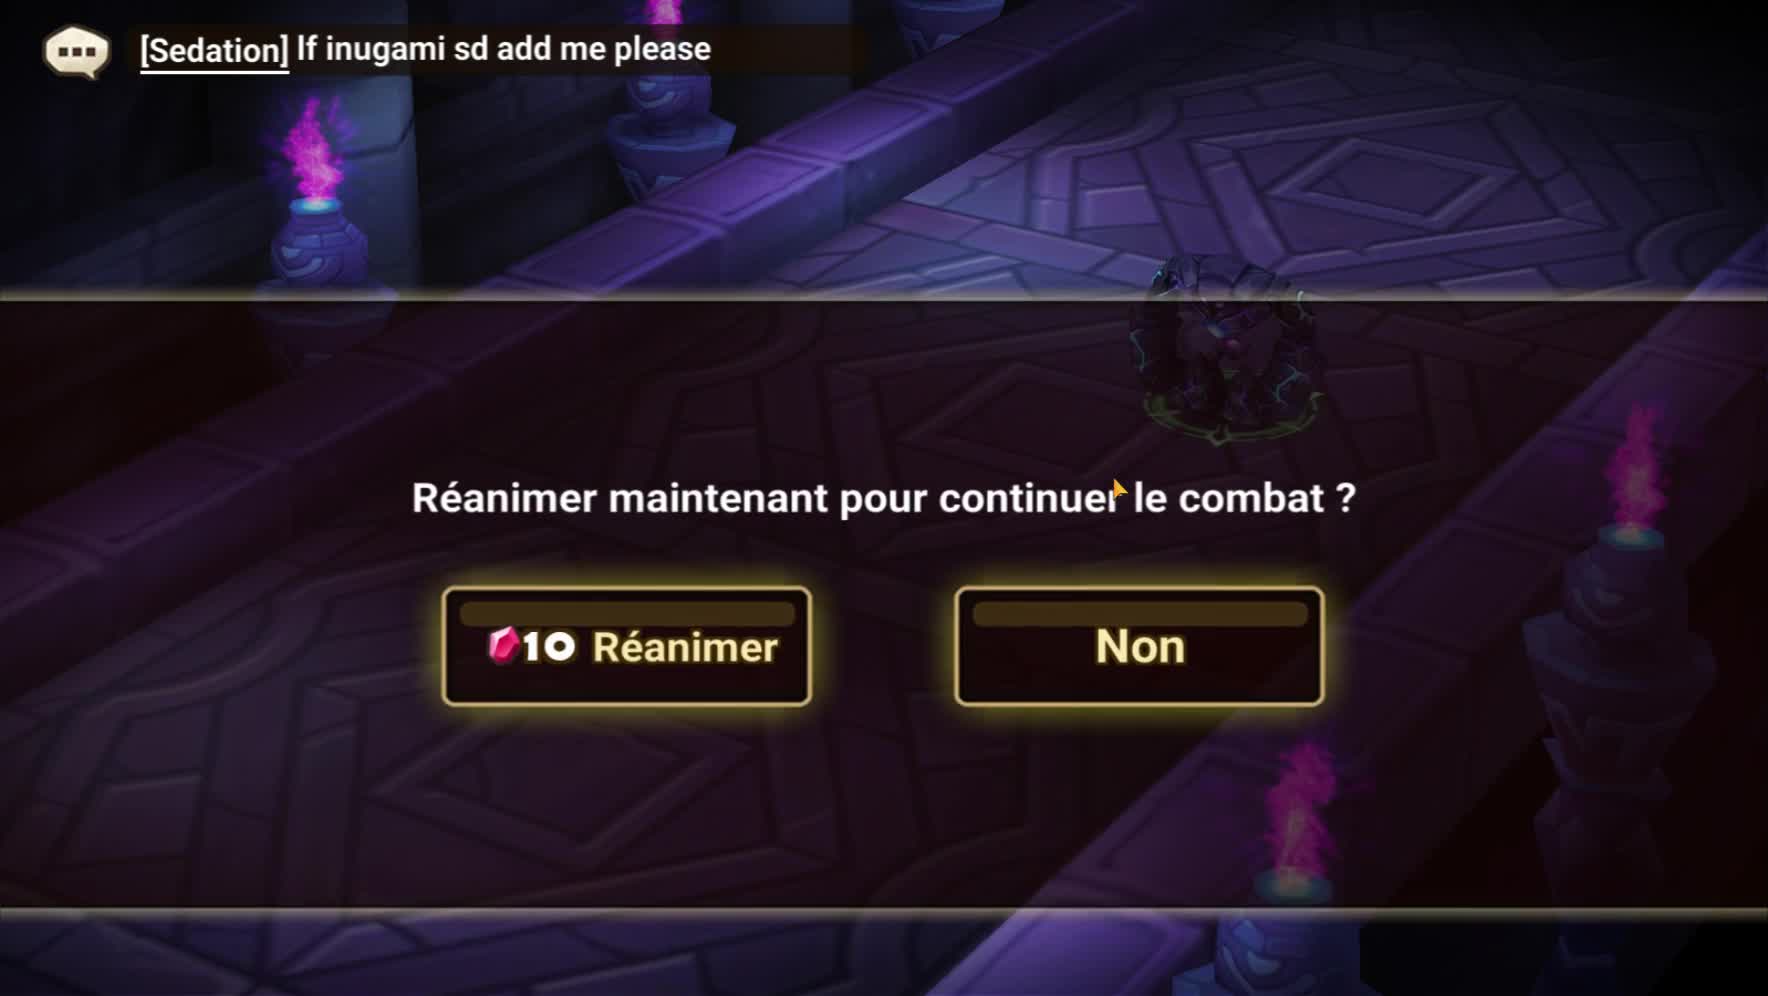 [Sedation] If inugami sd add me please
Réanimer maintenant pour continuer le combat ?
10 Réanimer
Non